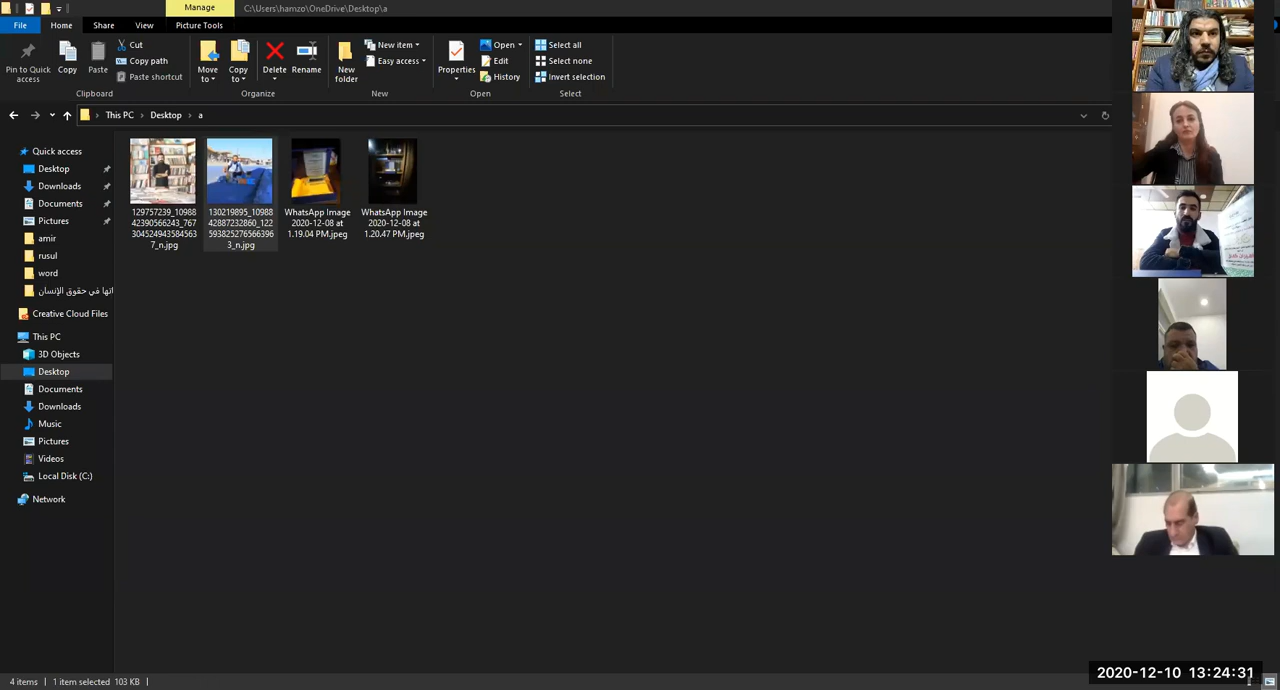 Manage
C:\Users\hamzo\OneDrive\Desktop\a
File
Home
Share
View
Picture Tools
Pin to Quick access
Copy
Paste
Cut
Copy path
Paste shortcut
Clipboard
Move to
Copy to
Delete
Rename
Organize
New folder
New item
Easy access
New
Properties
Open
Edit
History
Open
Select all
Select none
Invert selection
Select
This PC
Desktop
a
Quick access
Desktop
Downloads
Documents
Pictures
amir
rusul
word
اتها في حقوق الإنسان
Creative Cloud Files
This PC
3D Objects
Desktop
Documents
Downloads
Music
Pictures
Videos
Local Disk (C:)
Network
129757239_10988
42390566243_767
304524943584563
7_n.jpg
130219895_10988
42887232860_122
593825276566396
3_n.jpg
WhatsApp Image
2020-12-08 at
1.19.04 PM.jpeg
WhatsApp Image
2020-12-08 at
1.20.47 PM.jpeg
4 items
1 item selected 103 KB
2020-12-10 13:24:31